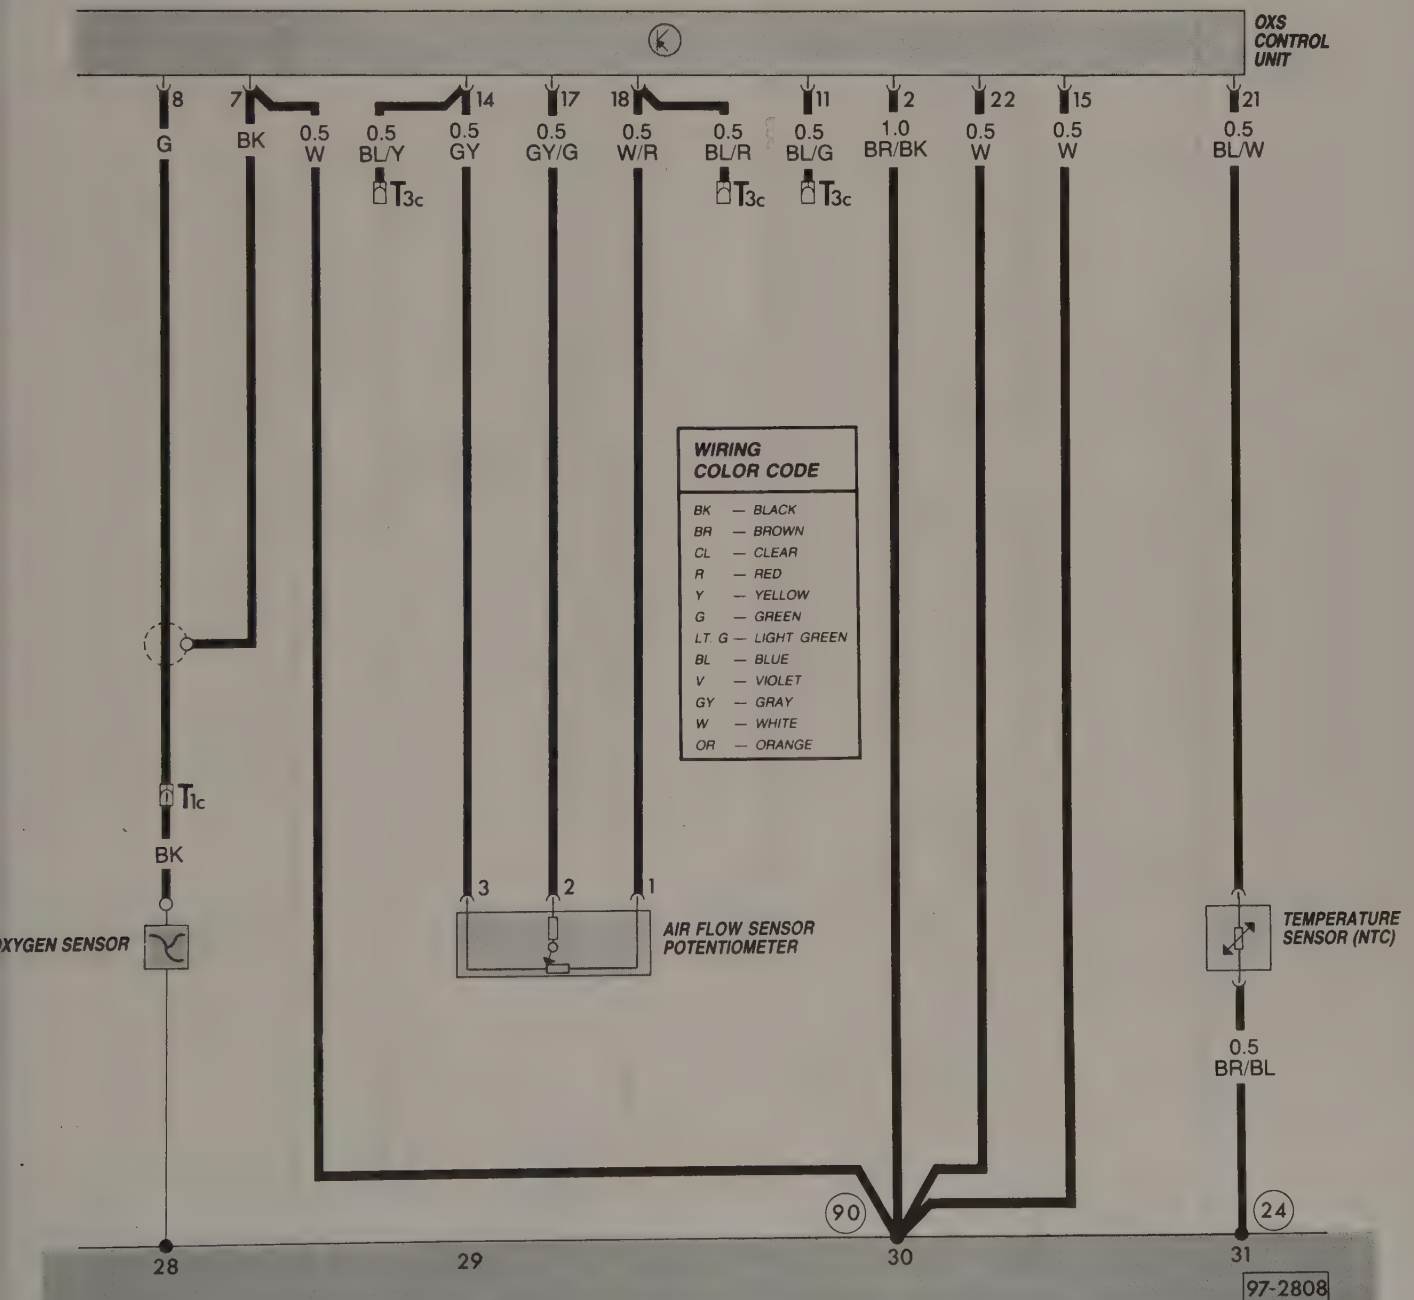 OXS
CONTROL
UNIT
K
8
7
14
17
18
11
2
22
15
21
G
BK
0.5
W
0.5
BL/Y
0.5
GY
0.5
GY/G
0.5
W/R
0.5
BL/R
0.5
BL/G
1.0
BR/BK
0.5
W
0.5
W
0.5
BL/W
T3c
T3c
T3c
WIRING
COLOR CODE
BK — BLACK
BR — BROWN
CL — CLEAR
R — RED
Y — YELLOW
G — GREEN
LT. G — LIGHT GREEN
BL — BLUE
V — VIOLET
GY — GRAY
W — WHITE
OR — ORANGE
T1c
BK
3
2
1
OXYGEN SENSOR
AIR FLOW SENSOR
POTENTIOMETER
TEMPERATURE
SENSOR (NTC)
0.5
BR/BL
90
24
28
29
30
31
97-2808